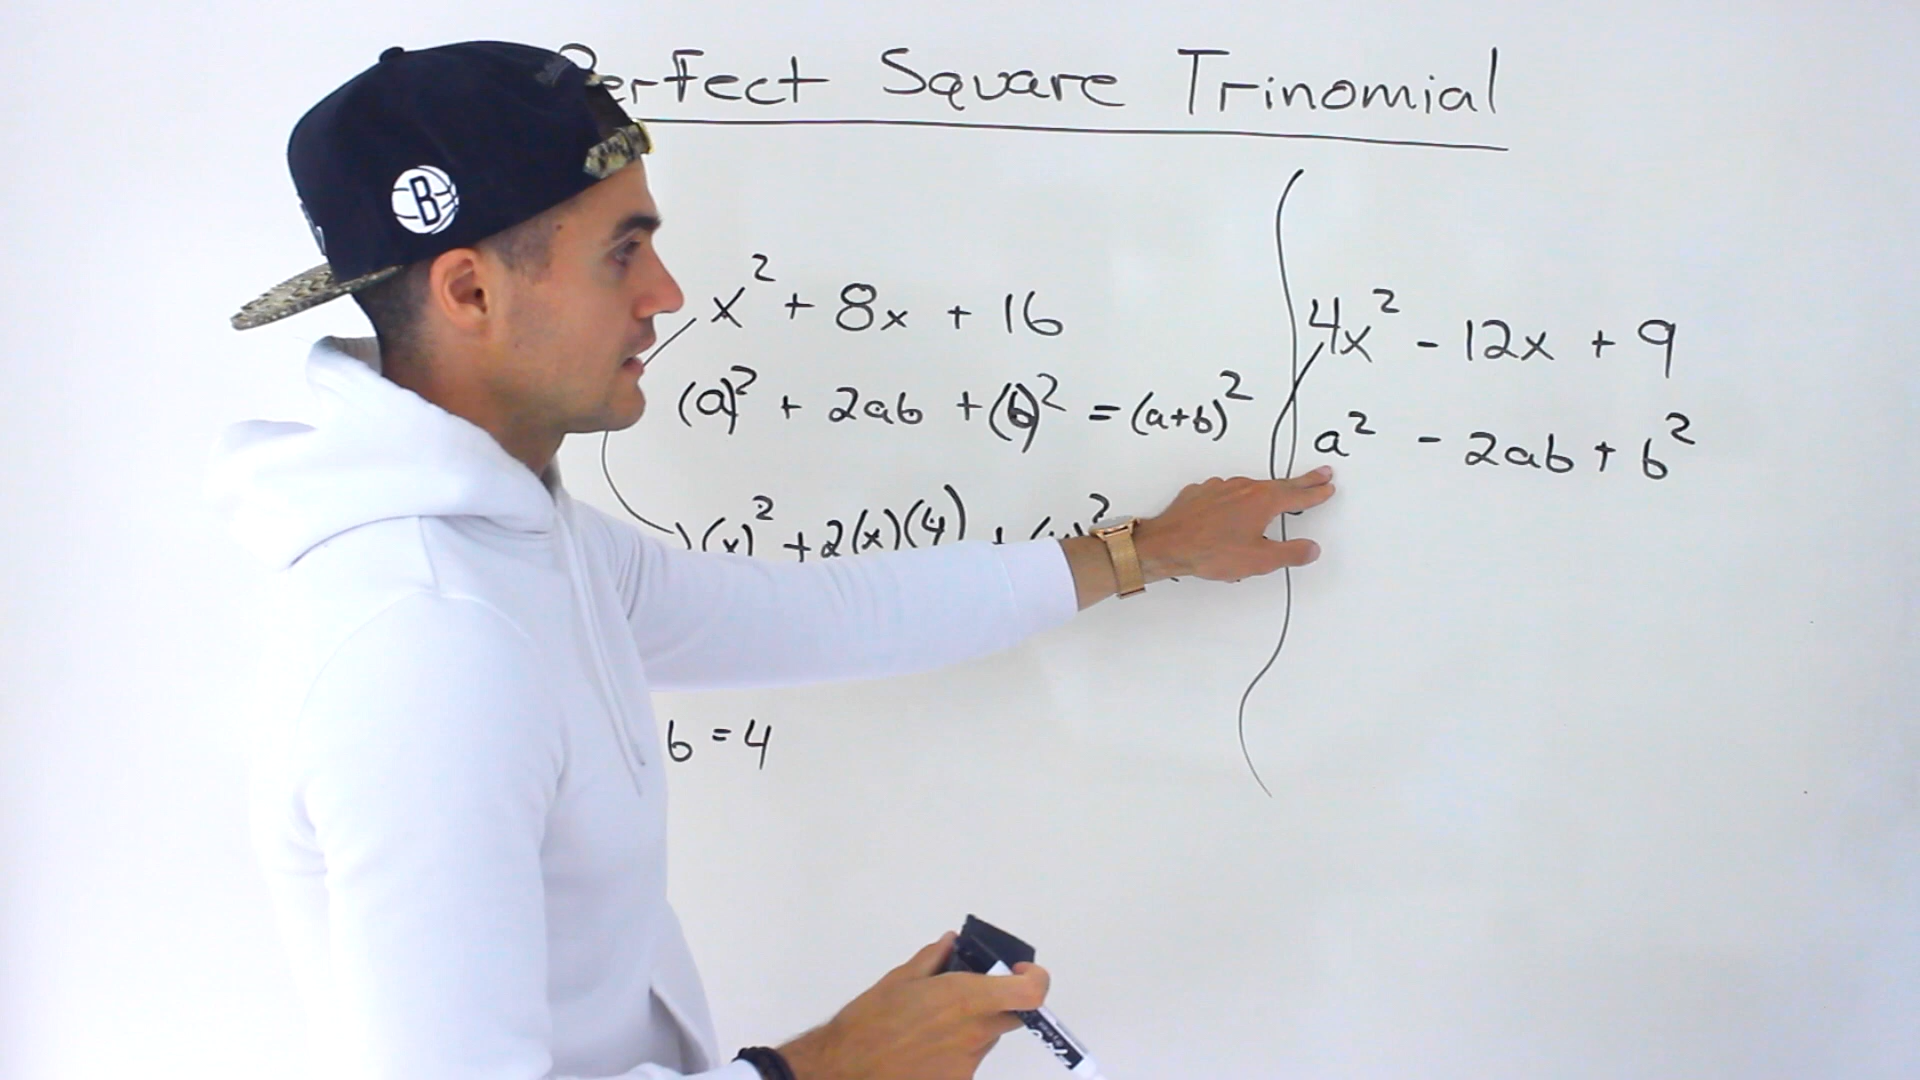 Perfect Square Trinomial
x² + 8x + 16
(a)² + 2ab + (b)² = (a+b)²
(x)² + 2(x)(4) +
b = 4
4x² - 12x + 9
a² - 2ab + b²
B